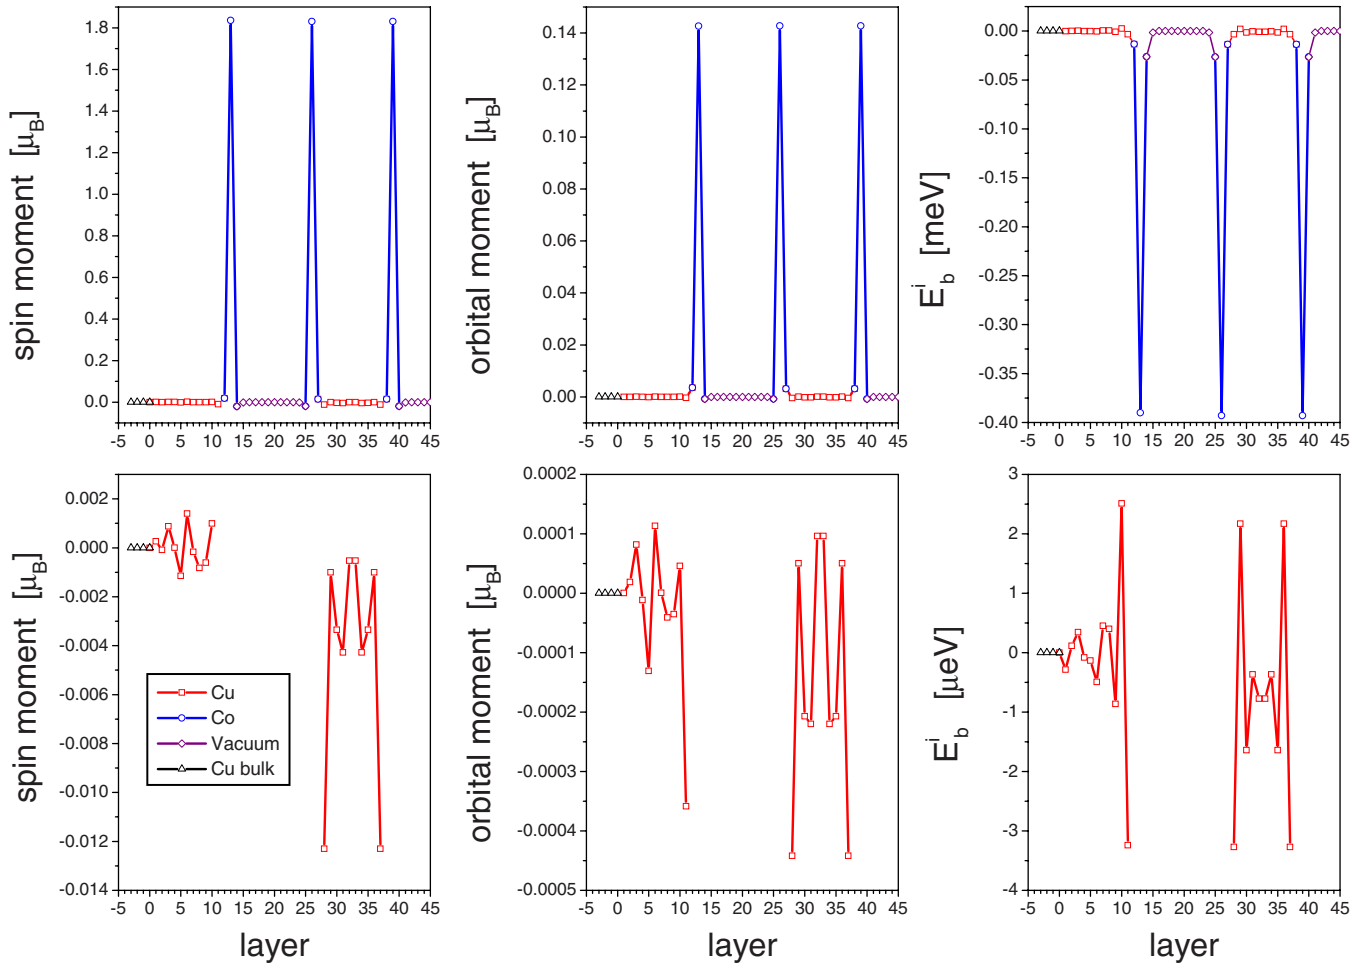 spin moment [μB]
1.8
1.6
1.4
1.2
1.0
0.8
0.6
0.4
0.2
0.0
-5 0 5 10 15 20 25 30 35 40 45
orbital moment [μB]
0.14
0.12
0.10
0.08
0.06
0.04
0.02
0.00
-5 0 5 10 15 20 25 30 35 40 45
E^i_b [meV]
0.00
-0.05
-0.10
-0.15
-0.20
-0.25
-0.30
-0.35
-0.40
-5 0 5 10 15 20 25 30 35 40 45
spin moment [μB]
0.002
0.000
-0.002
-0.004
-0.006
-0.008
-0.010
-0.012
-0.014
Cu
Co
Vacuum
Cu bulk
-5 0 5 10 15 20 25 30 35 40 45
layer
orbital moment [μB]
0.0002
0.0001
0.0000
-0.0001
-0.0002
-0.0003
-0.0004
-0.0005
-5 0 5 10 15 20 25 30 35 40 45
layer
E^i_b [μeV]
3
2
1
0
-1
-2
-3
-4
-5 0 5 10 15 20 25 30 35 40 45
layer